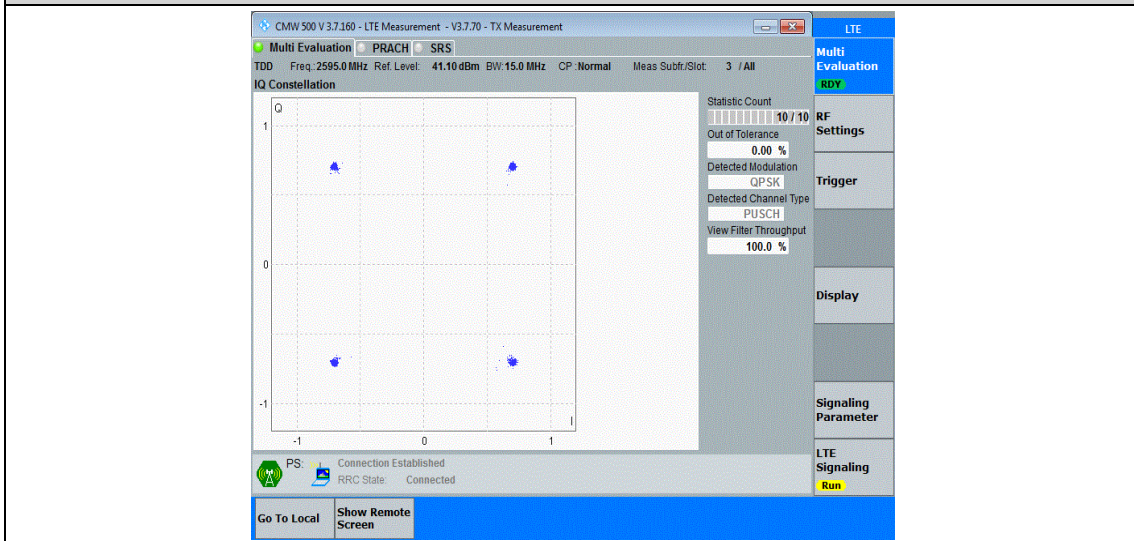 CMW 500 V 3.7.160 - LTE Measurement - V3.7.70 - TX Measurement
LTE
Multi Evaluation PRACH SRS
TDD Freq.: 2595.0 MHz Ref. Level: 41.10 dBm BW: 15.0 MHz CP : Normal Meas Subfr./Slot: 3 / All
IQ Constellation
Q
1
0
-1
-1 0 1
I
Statistic Count
10 / 10
Out of Tolerance
0.00 %
Detected Modulation
QPSK
Detected Channel Type
PUSCH
View Filter Throughput
100.0 %
Multi
Evaluation
RDY
RF
Settings
Trigger
Display
Signaling
Parameter
LTE
Signaling
Run
PS: Connection Established
RRC State: Connected
Go To Local
Show Remote
Screen